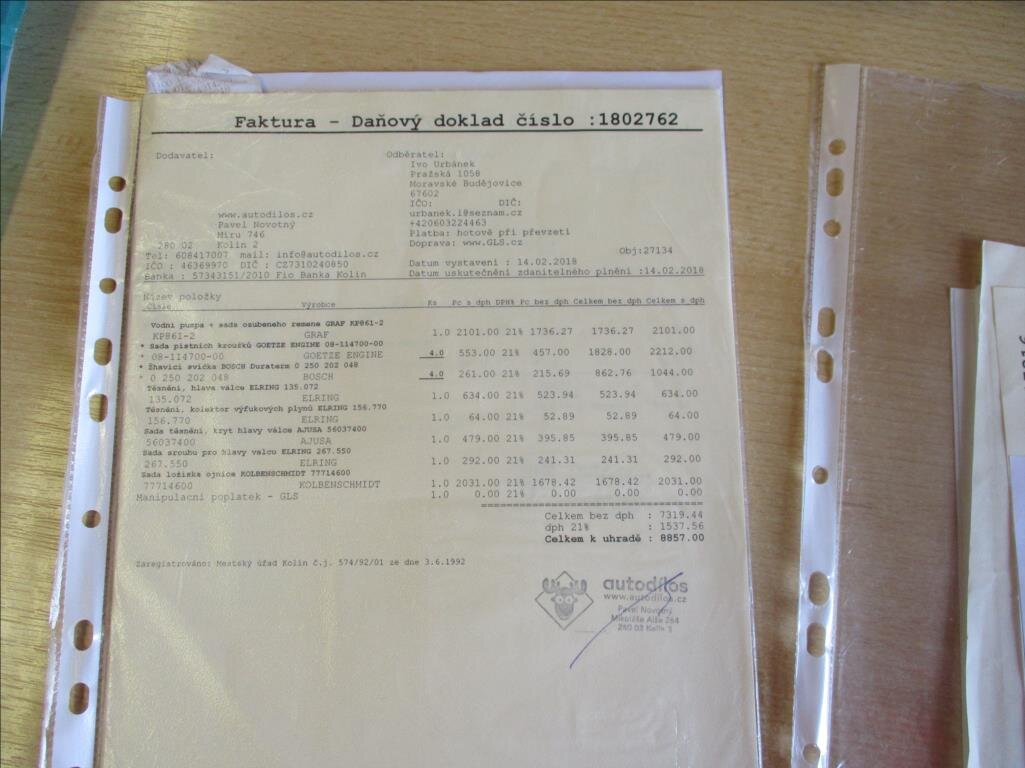 Faktura - Daňový doklad číslo :1802762
Dodavatel:
www.autodilos.cz
Pavel Novotný
Míru 746
280 02 Kolín 2
Tel: 608417007 mail: info@autodilos.cz
IČO : 46369970 DIČ : CZ7310240850
Banka : 57343151/2010 Fio Banka Kolín
Odběratel:
Ivo Urbánek
Pražská 1058
Moravské Budějovice
67602
IČO: DIČ:
urbanek.i@seznam.cz
+420603224463
Platba: hotově při převzetí
Doprava: www.GLS.cz
Obj:27134
Datum vystavení : 14.02.2018
Datum uskutečnění zdanitelného plnění :14.02.2018
Název položky
Číslo Výrobce Ks Pc s dph DPH% Pc bez dph Celkem bez dph Celkem s dph
Vodní pumpa + sada ozubeného řemene GRAF KP861-2
KP861-2 GRAF 1.0 2101.00 21% 1736.27 1736.27 2101.00
* Sada pístních kroužků GOETZE ENGINE 08-114700-00
* 08-114700-00 GOETZE ENGINE 4.0 553.00 21% 457.00 1828.00 2212.00
* Žhavící svíčka BOSCH Duraterm 0 250 202 048
* 0 250 202 048 BOSCH 4.0 261.00 21% 215.69 862.76 1044.00
Těsnění, hlava válce ELRING 135.072
135.072 ELRING 1.0 634.00 21% 523.94 523.94 634.00
Těsnění, kolektor výfukových plynů ELRING 156.770
156.770 ELRING 1.0 64.00 21% 52.89 52.89 64.00
Sada těsnění, kryt hlavy válce AJUSA 56037400
56037400 AJUSA 1.0 479.00 21% 395.85 395.85 479.00
Sada šroubů pro hlavy válců ELRING 267.550
267.550 ELRING 1.0 292.00 21% 241.31 241.31 292.00
Sada ložiska ojnice KOLBENSCHMIDT 77714600
77714600 KOLBENSCHMIDT 1.0 2031.00 21% 1678.42 1678.42 2031.00
Manipulační poplatek - GLS 1.0 0.00 21% 0.00 0.00 0.00
Celkem bez dph : 7319.44
dph 21% : 1537.56
Celkem k uhradě : 8857.00
Zaregistrováno: Městský úřad Kolín č.j. 574/92/01 ze dne 3.6.1992
autodílos
www.autodilos.cz
Pavel Novotný
Mikoláše Alše 264
280 02 Kolín